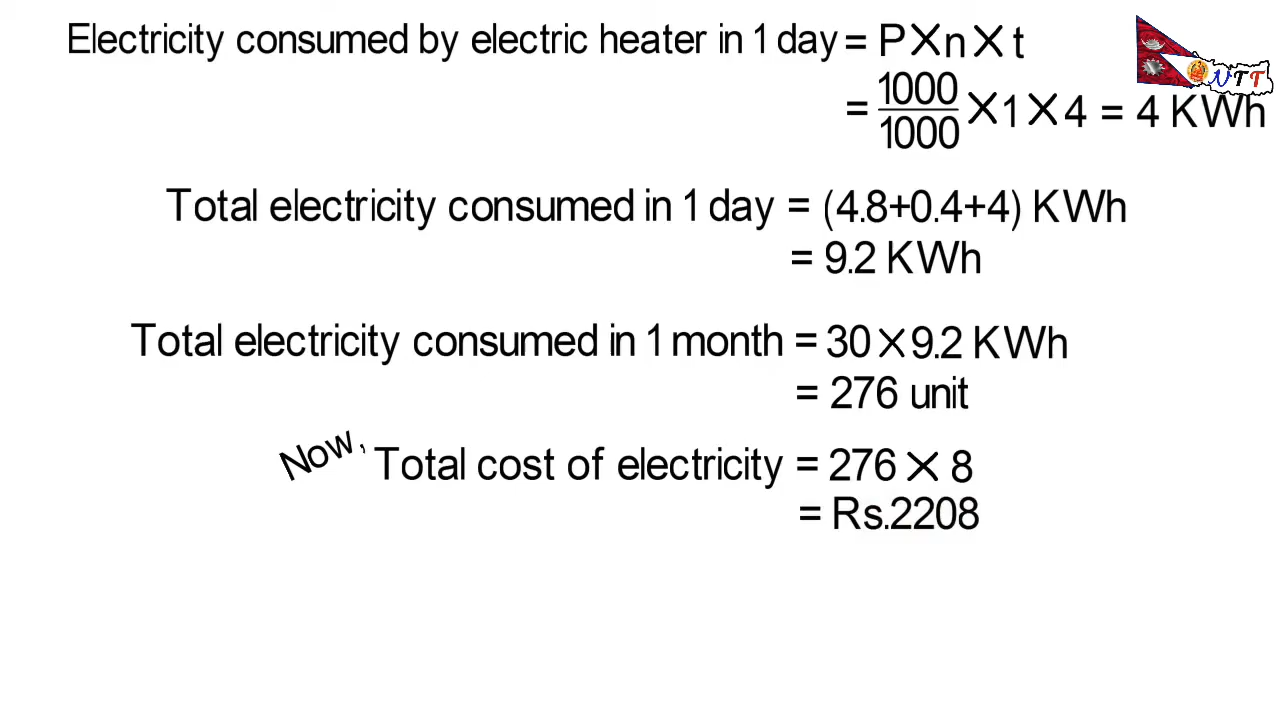 Electricity consumed by electric heater in 1 day = P×n×t
= 1000/1000 ×1×4 = 4 KWh
NTT
Total electricity consumed in 1 day = (4.8+0.4+4) KWh
= 9.2 KWh
Total electricity consumed in 1 month = 30×9.2 KWh
= 276 unit
Now, Total cost of electricity = 276 × 8
= Rs.2208